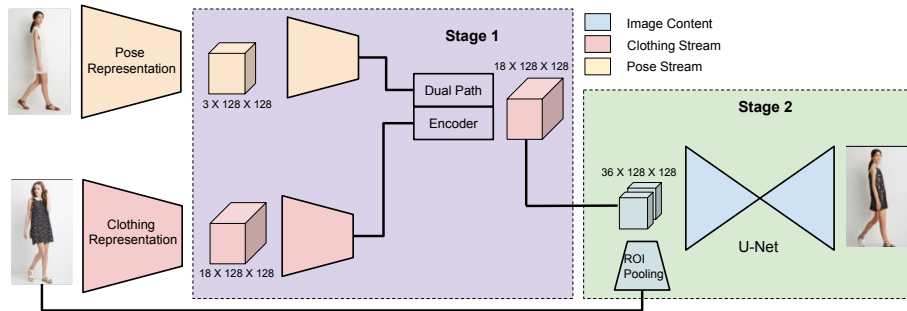 Pose
Representation
3 X 128 X 128
Stage 1
Dual Path
Encoder
18 X 128 X 128
Image Content
Clothing Stream
Pose Stream
Clothing
Representation
18 X 128 X 128
Stage 2
36 X 128 X 128
ROI
Pooling
U-Net